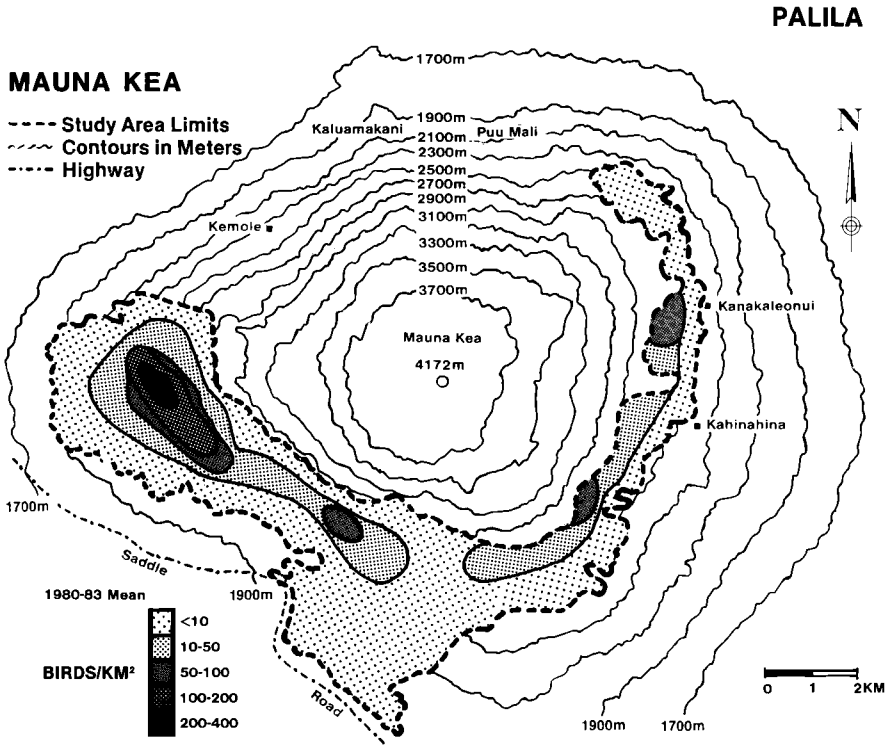 PALILA
MAUNA KEA
Study Area Limits
Contours in Meters
Highway
1700m
Kaluamakani
1900m
2100m
Puu Mali
2300m
2500m
2700m
2900m
3100m
Kemole
3300m
3500m
3700m
N
Kanakaleonui
Mauna Kea
4172m
Kahinahina
1700m
Saddle
1900m
1980-83 Mean
<10
10-50
BIRDS/KM²
50-100
100-200
200-400
Road
0 1 2KM
1900m
1700m